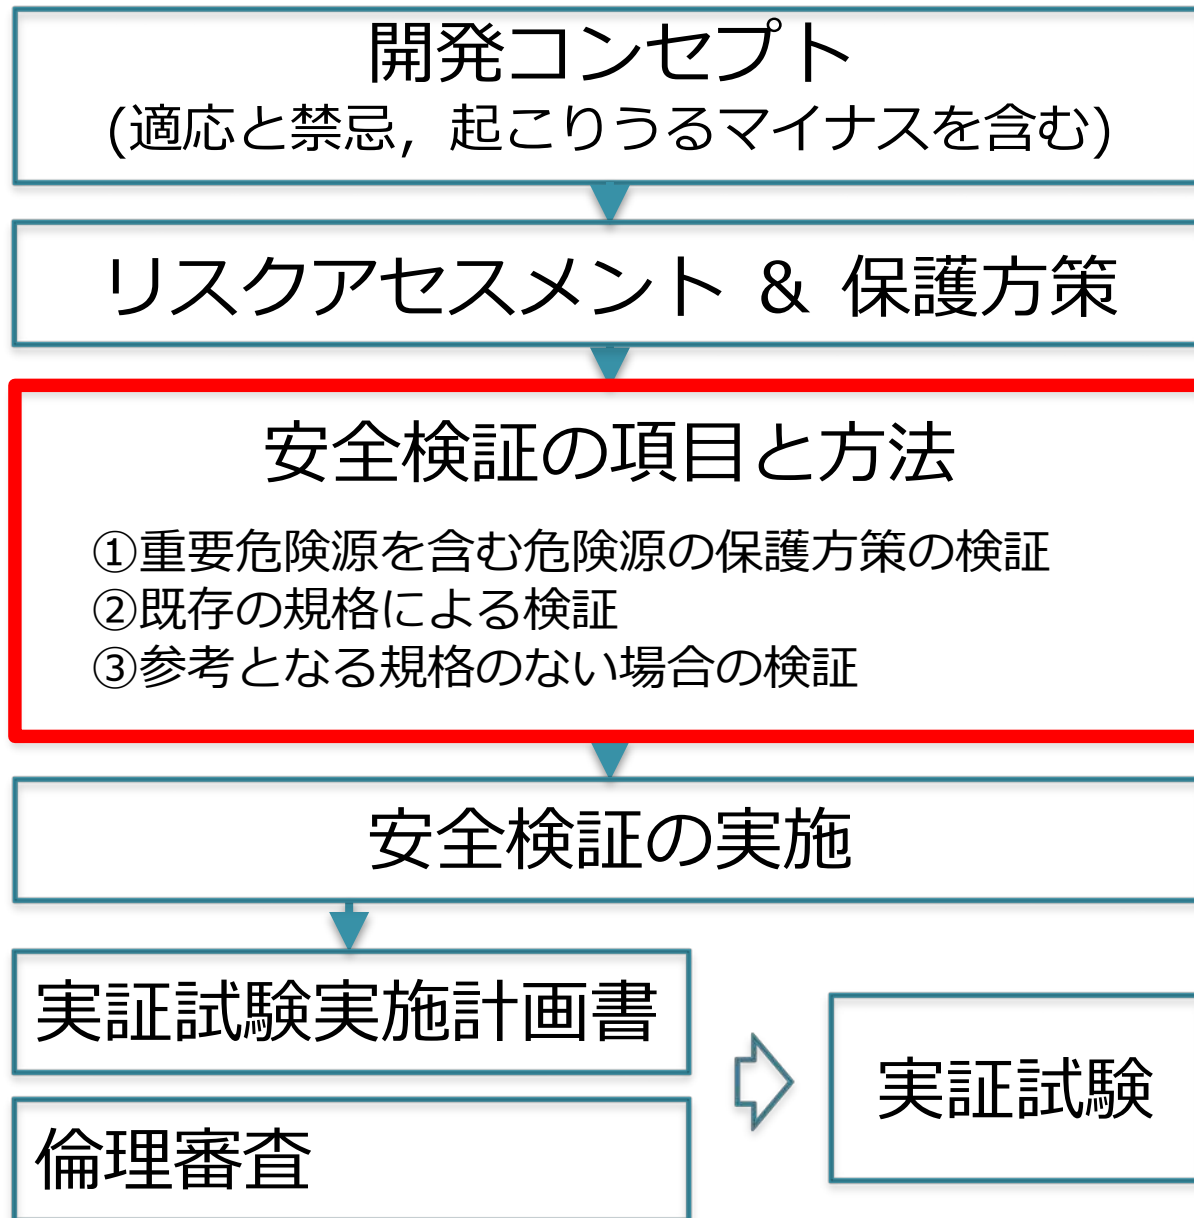 開発コンセプト
(適応と禁忌，起こりうるマイナスを含む)
リスクアセスメント & 保護方策
安全検証の項目と方法
①重要危険源を含む危険源の保護方策の検証
②既存の規格による検証
③参考となる規格のない場合の検証
安全検証の実施
実証試験実施計画書
倫理審査
実証試験